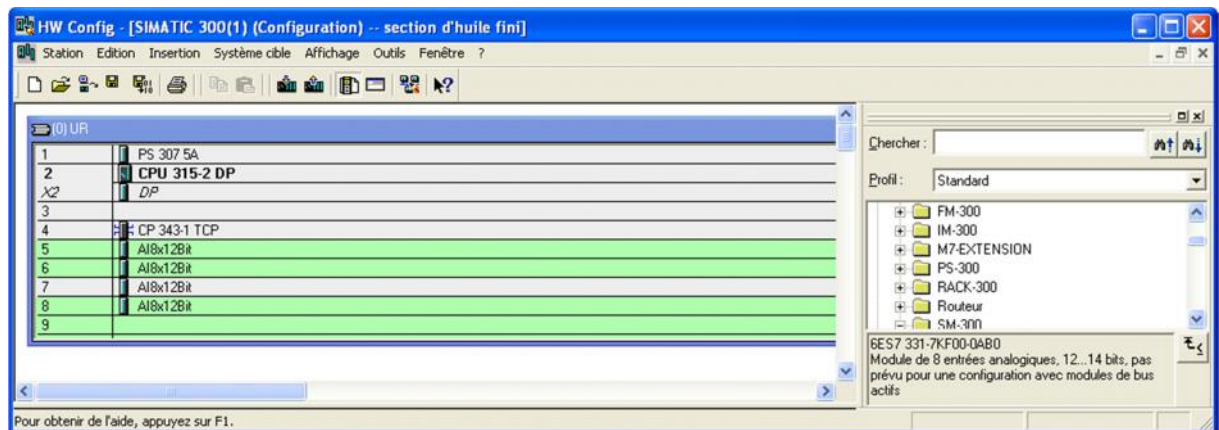 HW Config - [SIMATIC 300(1) (Configuration) -- section d'huile fini]
Station Edition Insertion Système cible Affichage Outils Fenêtre ?
(0) UR
1 PS 307 5A
2 CPU 315-2 DP
X2 DP
3
4 CP 343-1 TCP
5 AI8x12Bit
6 AI8x12Bit
7 AI8x12Bit
8 AI8x12Bit
9
Chercher :
Profil : Standard
FM-300
IM-300
M7-EXTENSION
PS-300
RACK-300
Routeur
SM-300
6ES7 331-7KF00-0AB0
Module de 8 entrées analogiques, 12...14 bits, pas
prévu pour une configuration avec modules de bus
actifs
Pour obtenir de l'aide, appuyez sur F1.